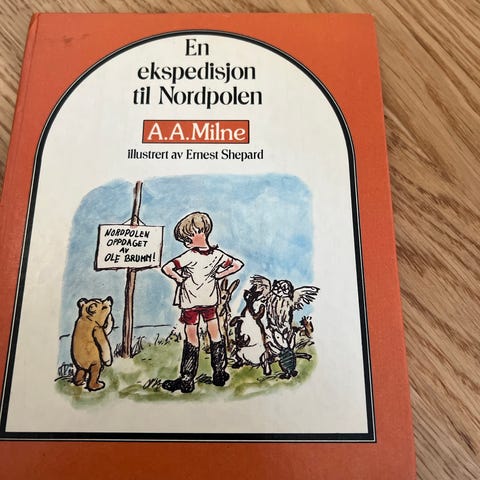 En
ekspedisjon
til Nordpolen
A.A.Milne
illustrert av Ernest Shepard
NORDPOLEN
OPPDAGET
AV
OLE BRUMM!